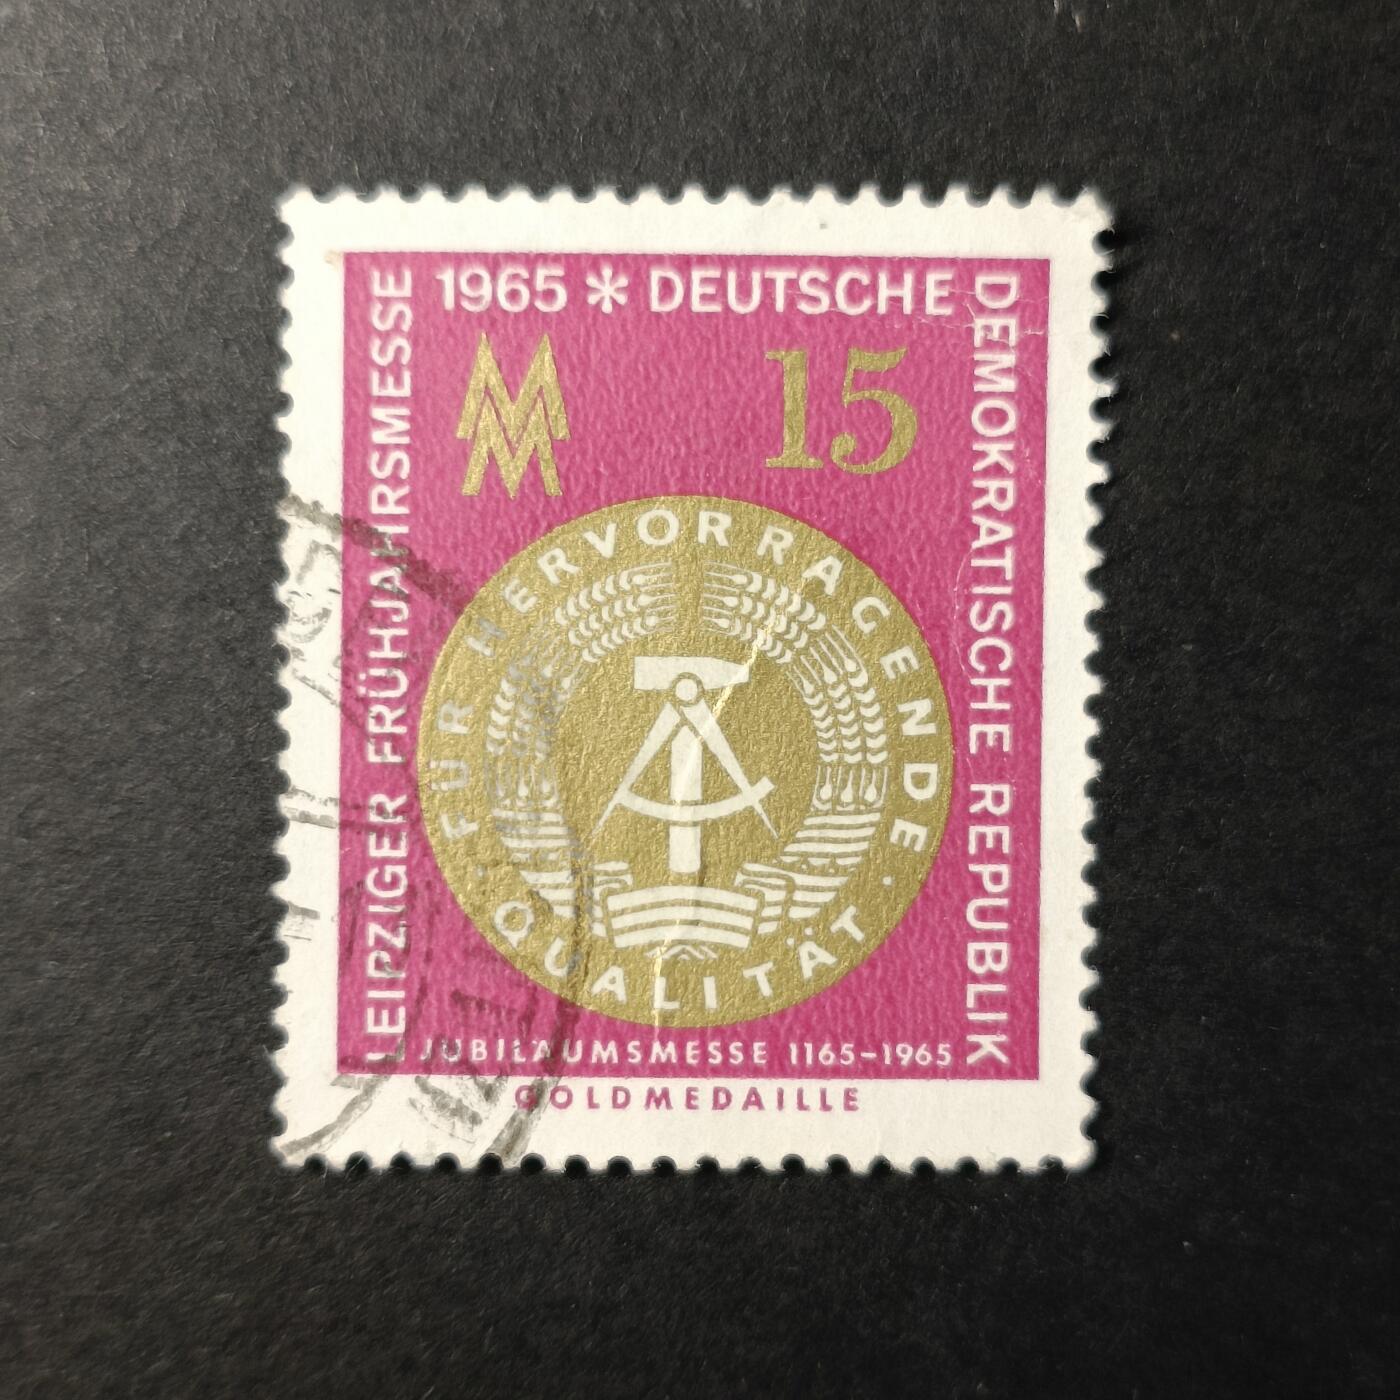 LEIPZIGER FRÜHJAHRSMESSE 1965 * DEUTSCHE DEMOKRATISCHE REPUBLIK
MM
15
FÜR HERVORRAGENDE QUALITÄT
JUBILÄUMSMESSE 1165-1965
GOLDMEDAILLE